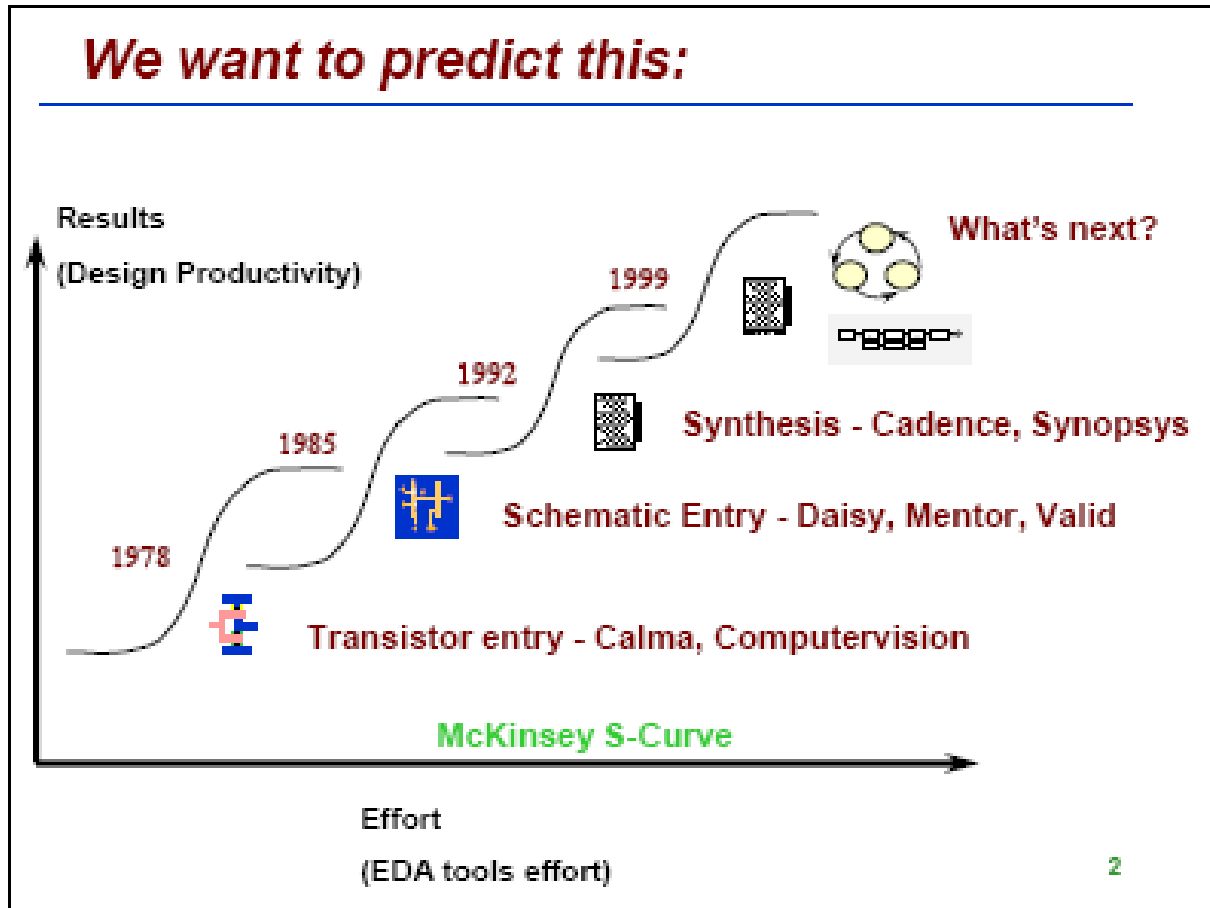 We want to predict this:
Results
(Design Productivity)
What's next?
1999
1992
Synthesis - Cadence, Synopsys
1985
Schematic Entry - Daisy, Mentor, Valid
1978
Transistor entry - Calma, Computervision
McKinsey S-Curve
Effort
(EDA tools effort)
2